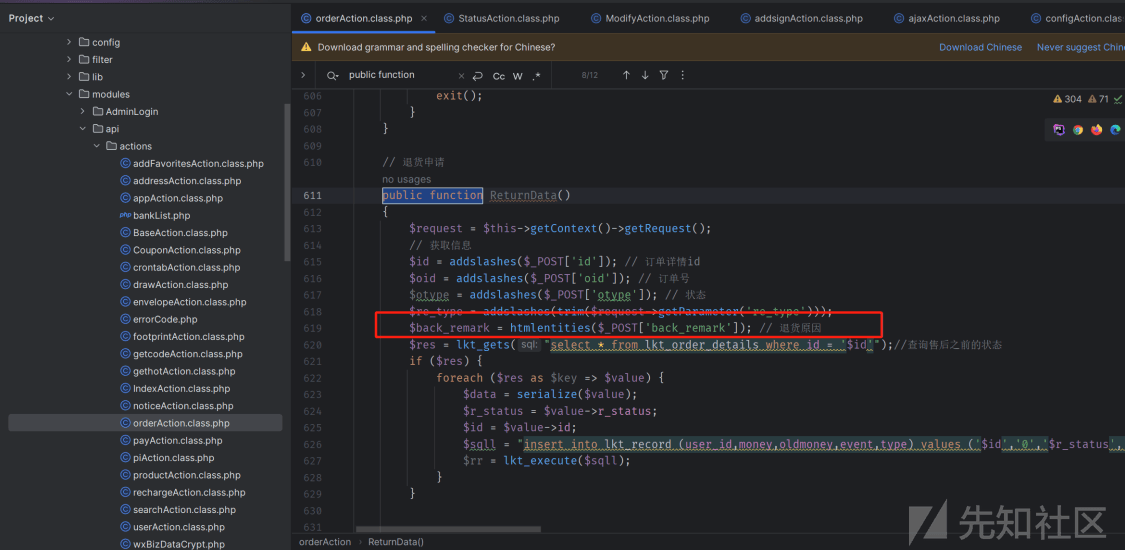 Project
orderAction.class.php
StatusAction.class.php
ModifyAction.class.php
addsignAction.class.php
ajaxAction.class.php
configAction.clas
Download grammar and spelling checker for Chinese?
Download Chinese
Never suggest Chin
public function
Cc W .*
8/12
304 71
config
filter
lib
modules
AdminLogin
api
actions
addFavoritesAction.class.php
addressAction.class.php
appAction.class.php
php bankList.php
BaseAction.class.php
CouponAction.class.php
crontabAction.class.php
drawAction.class.php
envelopeAction.class.php
errorCode.php
footprintAction.class.php
getcodeAction.class.php
gethotAction.class.php
IndexAction.class.php
noticeAction.class.php
orderAction.class.php
payAction.class.php
piAction.class.php
productAction.class.php
rechargeAction.class.php
searchAction.class.php
userAction.class.php
wxBizDataCrypt.php
606 exit();
607 }
608 }
609
610 // 退货申请
no usages
611 public function ReturnData()
612 {
613 $request = $this->getContext()->getRequest();
614 // 获取信息
615 $id = addslashes($_POST['id']); // 订单详情id
616 $oid = addslashes($_POST['oid']); // 订单号
617 $otype = addslashes($_POST['otype']); // 状态
618 $re_type = addslashes(trim($request->getParameter('re_type')));
619 $back_remark = htmlentities($_POST['back_remark']); // 退货原因
620 $res = lkt_gets( sql: "select * from lkt_order_details where id = '$id'");//查询售后之前的状态
621 if ($res) {
622 foreach ($res as $key => $value) {
623 $data = serialize($value);
624 $r_status = $value->r_status;
625 $id = $value->id;
626 $sqll = "insert into lkt_record (user_id,money,oldmoney,event,type) values ('$id','0','$r_status',
627 $rr = lkt_execute($sqll);
628 }
629 }
630
631
orderAction > ReturnData()
先知社区